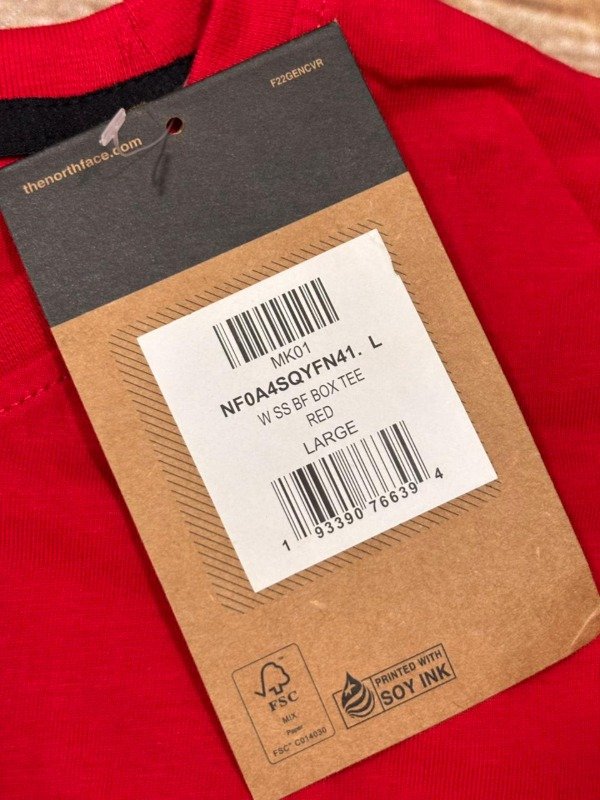 F22GENCVR
thenorthface.com
MK01
NF0A4SQYFN41. L
W SS BF BOX TEE
RED
LARGE
1 93390 76639 4
FSC
MIX
Paper
FSC® C014030
PRINTED WITH
SOY INK